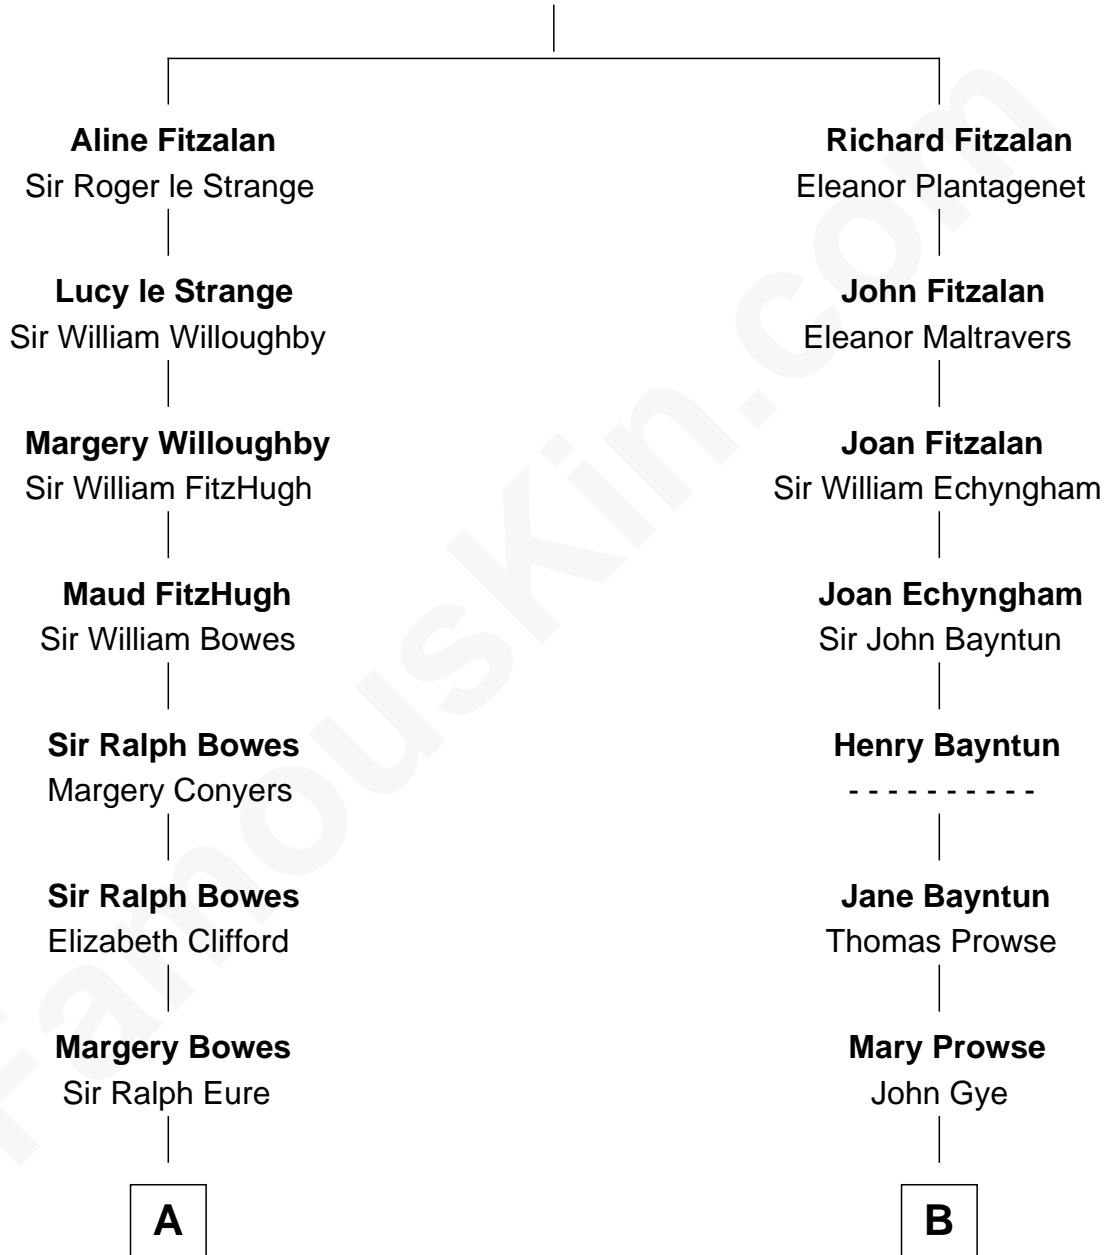 Aline Fitzalan
Sir Roger le Strange
Richard Fitzalan
Eleanor Plantagenet
Lucy le Strange
Sir William Willoughby
John Fitzalan
Eleanor Maltravers
Margery Willoughby
Sir William FitzHugh
Joan Fitzalan
Sir William Echyngham
Maud FitzHugh
Sir William Bowes
Joan Echyngham
Sir John Bayntun
Sir Ralph Bowes
Margery Conyers
Henry Bayntun
- - - - - - - - - -
Sir Ralph Bowes
Elizabeth Clifford
Jane Bayntun
Thomas Prowse
Margery Bowes
Sir Ralph Eure
Mary Prowse
John Gye
A
B
FamousKin.com